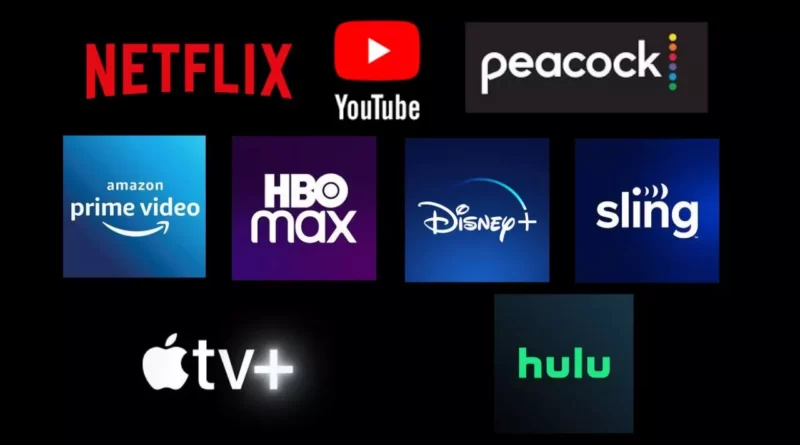 NETFLIX
YouTube
peacock
amazon
prime video
HBO
max
Disney+
sling
tv+
hulu